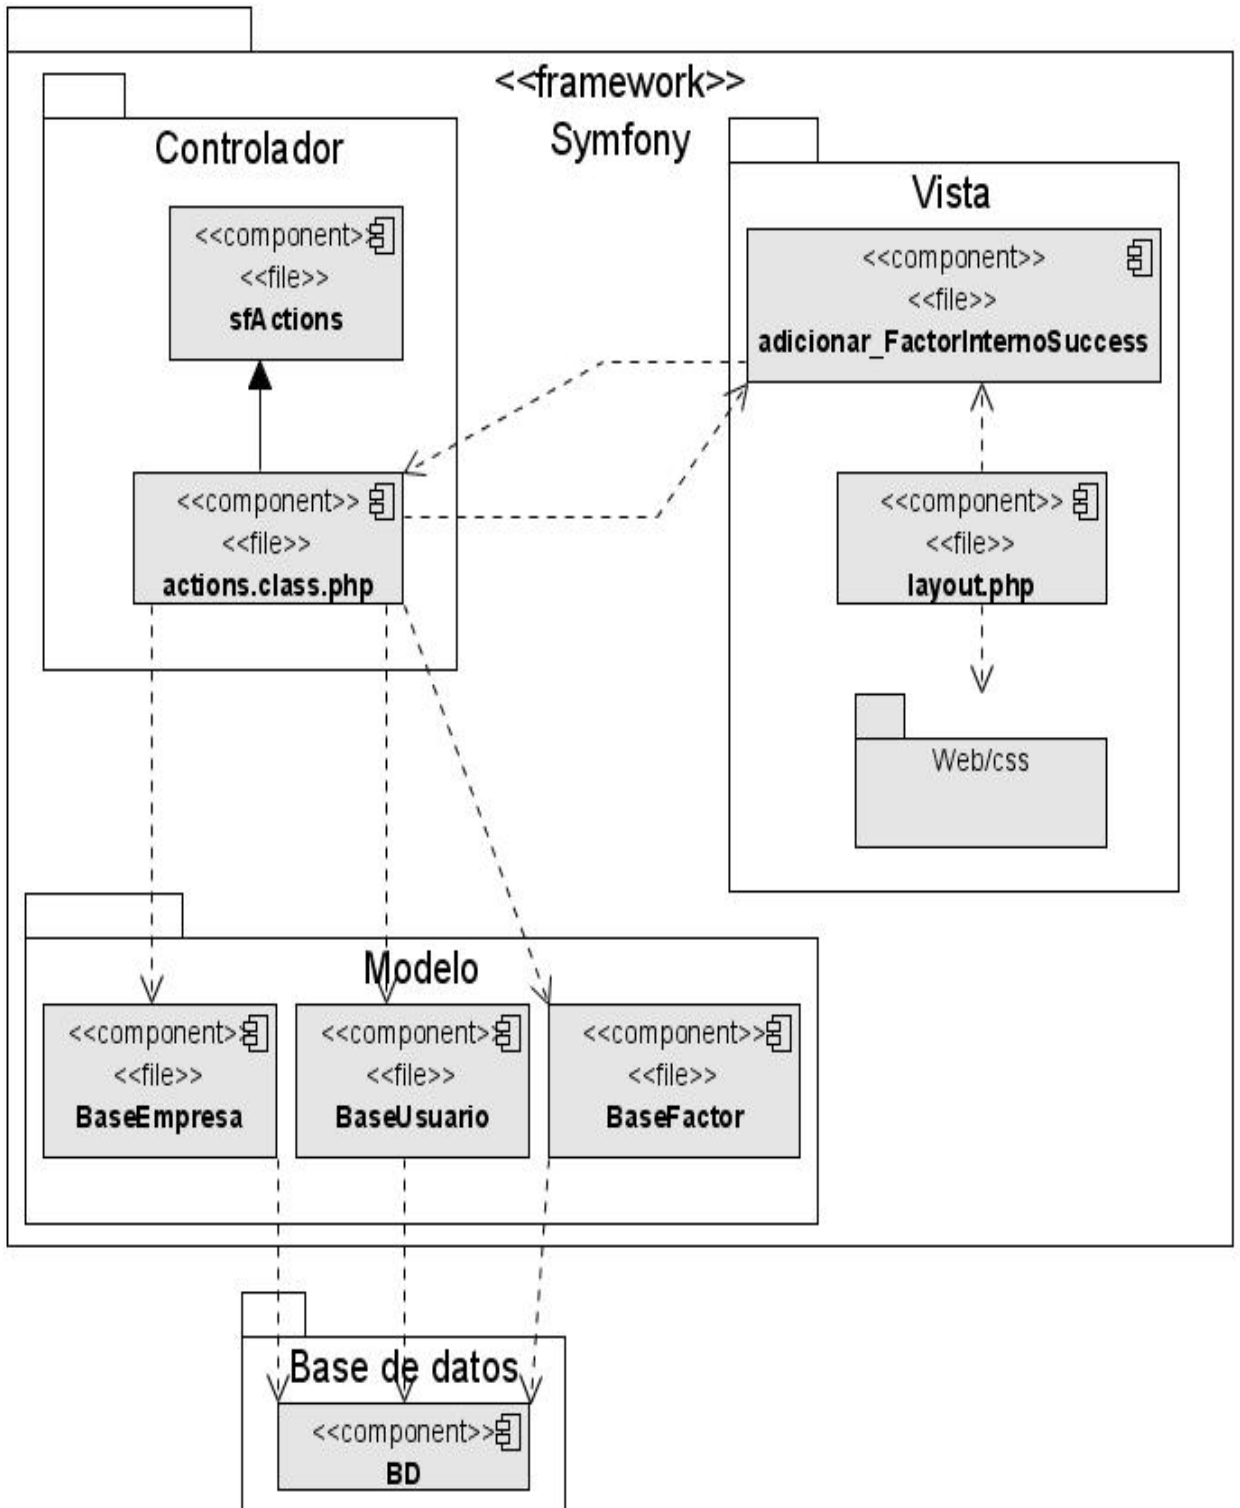 <<framework>>
Symfony
Controlador
<<component>>
<<file>>
sfActions
<<component>>
<<file>>
actions.class.php
Vista
<<component>>
<<file>>
adicionar_FactorInternoSuccess
<<component>>
<<file>>
layout.php
Web/css
Modelo
<<component>>
<<file>>
BaseEmpresa
<<component>>
<<file>>
BaseUsuario
<<component>>
<<file>>
BaseFactor
Base de datos
<<component>>
BD